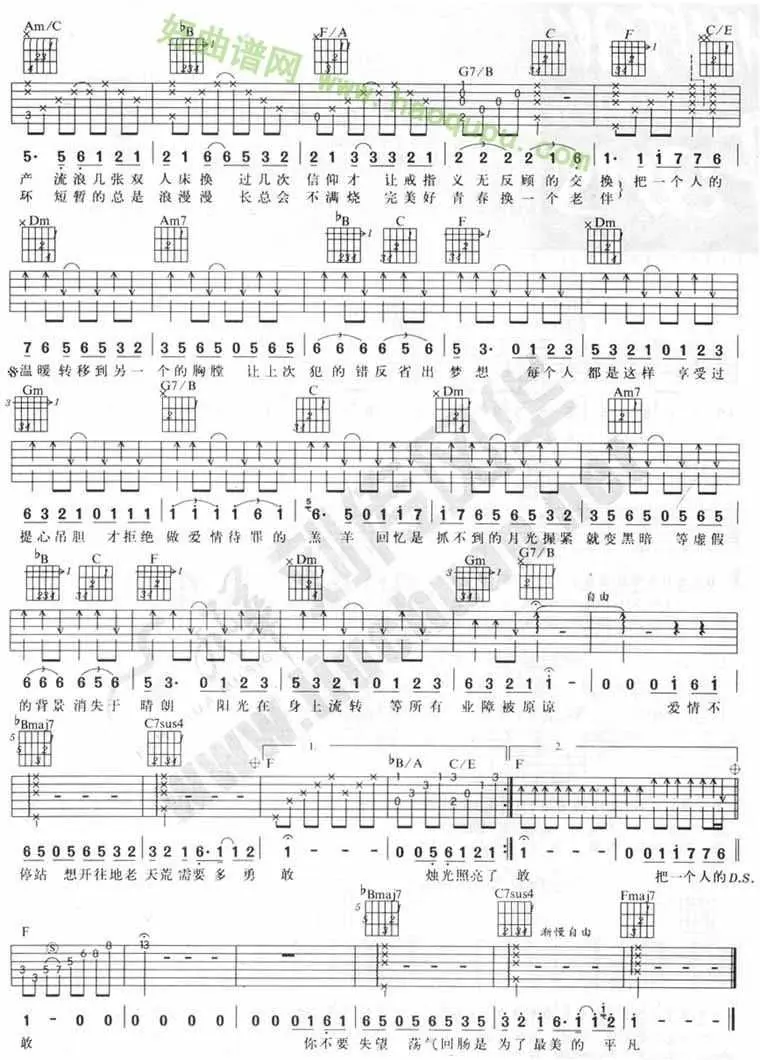 Am/C ♭B F/A G7/B C F C/E
好曲谱网
www.haoqupu.com
5· 5 6 1 2 1 2 1 6 6 5 3 2 2 1 3 3 3 2 1 2 2 2 2 1 6 1· 1 1 7 7 6
产 流浪几张双 人床换 过几次 信仰才 让戒指 义无反顾的 交换 把一个人的
环 短暂的总是 浪漫漫 长总会 不满烧 完美好 青春换一个 老伴
Dm Am7 ♭B C F Dm
7 6 5 6 5 3 2 3 5 6 5 0 5 6 5 6 6 6 6 5 6 5 3· 0 1 2 3 5 3 2 1 0 1 2 3
温暖 转移到另一 个的胸膛 让上次 犯的错反省出 梦想 每个人 都是这样 享受过
Gm G7/B C Dm Am7
6 3 2 1 0 1 1 1 1 1 1 6 1 5 5· 0 1 6 1 1 7 6 5 6 5 3 2 3 5 6 5 0 5 6 5
提心吊胆 才拒绝 做爱情待罪的 羔羊 回忆是 抓不到的月光握紧 就变黑暗 等虚假
♭B C F Dm Gm G7/B
自由
6 6 6 6 5 6 5 3· 0 1 2 3 5 3 2 1 0 1 2 3 6 3 2 1 1 - 0 0 0 1 6 1
的背景 消失于 晴朗 阳光在 身上流转 等所有 业障被原谅 爱情不
♭Bmaj7 C7sus4 F 1. ♭B/A C/E F 2.
6 5 0 5 6 5 3 2 3 2 1 6· 1 1 2 1 - - - 0 0 5 6 1 2 1 1 - - - 0 0 1 1 7 7 6
停站 想开往地老 天荒需要多 勇 敢 烛光照亮了 敢 把一个人的D.S.
F ♭Bmaj7 C7sus4 渐慢自由 Fmaj7
1 - 0 0 0 0 0 0 0 0 1 6 1 6 5 0 5 6 5 3 2 3 2 1 6· 1 1 2 1 - - -
敢 你不要 失望 荡气回肠是 为了最美的 平凡